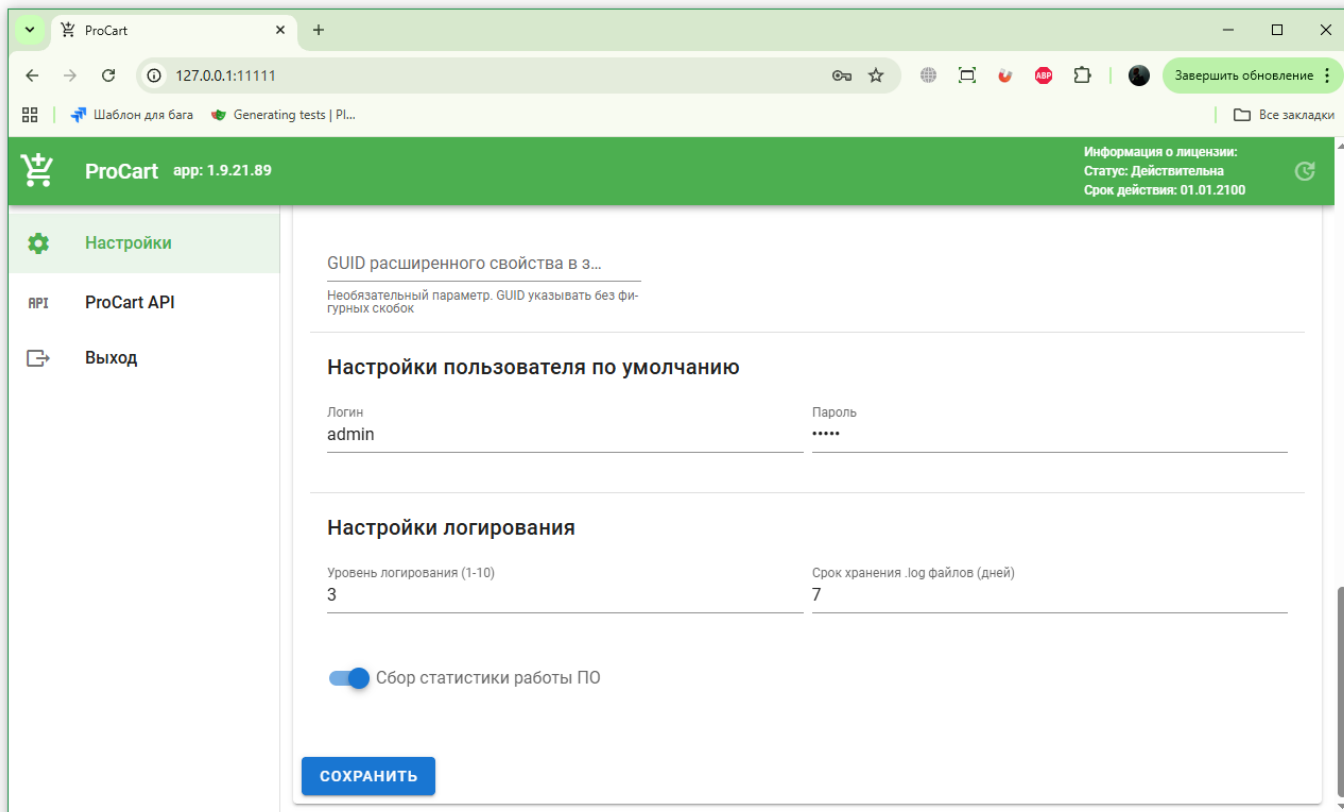 ProCart
127.0.0.1:11111
ABP
Завершить обновление
Шаблон для бага
Generating tests | Pl...
Все закладки
ProCart app: 1.9.21.89
Информация о лицензии:
Статус: Действительна
Срок действия: 01.01.2100
Настройки
API ProCart API
Выход
GUID расширенного свойства в з...
Необязательный параметр. GUID указывать без фи-
гурных скобок
Настройки пользователя по умолчанию
Логин
admin
Пароль
•••••
Настройки логирования
Уровень логирования (1-10)
3
Срок хранения .log файлов (дней)
7
Сбор статистики работы ПО
СОХРАНИТЬ